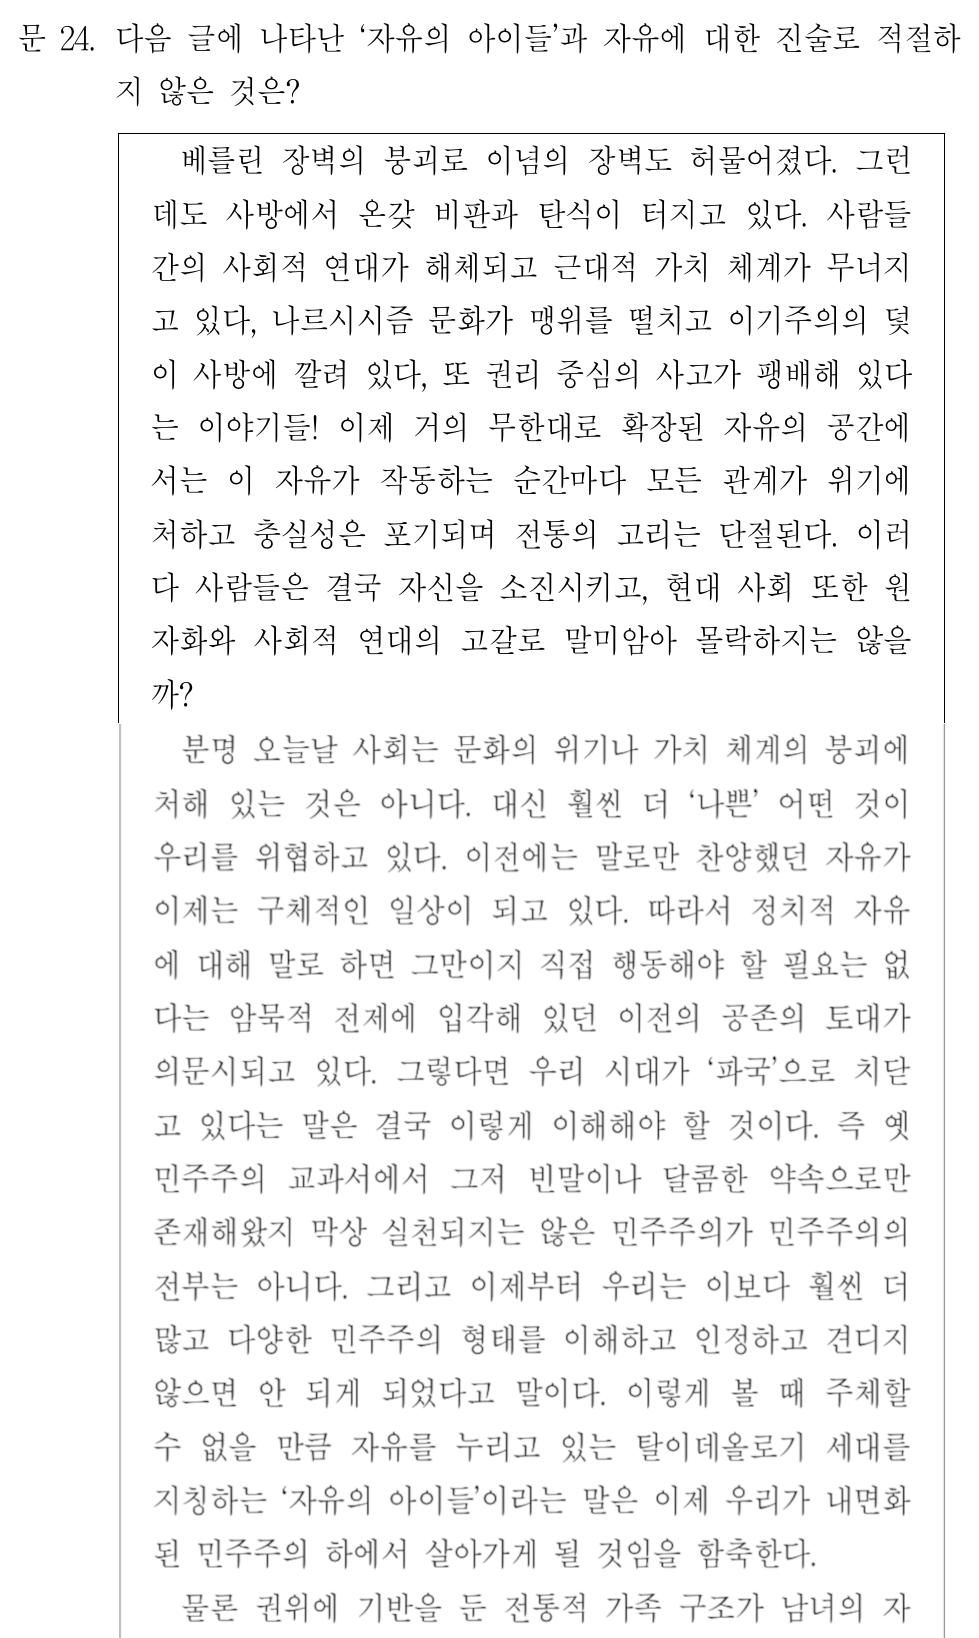 문 24. 다음 글에 나타난 ‘자유의 아이들’과 자유에 대한 진술로 적절하
지 않은 것은?
베를린 장벽의 붕괴로 이념의 장벽도 허물어졌다. 그런
데도 사방에서 온갖 비판과 탄식이 터지고 있다. 사람들
간의 사회적 연대가 해체되고 근대적 가치 체계가 무너지
고 있다, 나르시시즘 문화가 맹위를 떨치고 이기주의의 덫
이 사방에 깔려 있다, 또 권리 중심의 사고가 팽배해 있다
는 이야기들! 이제 거의 무한대로 확장된 자유의 공간에
서는 이 자유가 작동하는 순간마다 모든 관계가 위기에
처하고 충실성은 포기되며 전통의 고리는 단절된다. 이러
다 사람들은 결국 자신을 소진시키고, 현대 사회 또한 원
자화와 사회적 연대의 고갈로 말미암아 몰락하지는 않을
까?
분명 오늘날 사회는 문화의 위기나 가치 체계의 붕괴에
처해 있는 것은 아니다. 대신 훨씬 더 ‘나쁜’ 어떤 것이
우리를 위협하고 있다. 이전에는 말로만 찬양했던 자유가
이제는 구체적인 일상이 되고 있다. 따라서 정치적 자유
에 대해 말로 하면 그만이지 직접 행동해야 할 필요는 없
다는 암묵적 전제에 입각해 있던 이전의 공존의 토대가
의문시되고 있다. 그렇다면 우리 시대가 ‘파국’으로 치닫
고 있다는 말은 결국 이렇게 이해해야 할 것이다. 즉 옛
민주주의 교과서에서 그저 빈말이나 달콤한 약속으로만
존재해왔지 막상 실천되지는 않은 민주주의가 민주주의의
전부는 아니다. 그리고 이제부터 우리는 이보다 훨씬 더
많고 다양한 민주주의 형태를 이해하고 인정하고 견디지
않으면 안 되게 되었다고 말이다. 이렇게 볼 때 주체할
수 없을 만큼 자유를 누리고 있는 탈이데올로기 세대를
지칭하는 ‘자유의 아이들’이라는 말은 이제 우리가 내면화
된 민주주의 하에서 살아가게 될 것임을 함축한다.
물론 권위에 기반을 둔 전통적 가족 구조가 남녀의 자